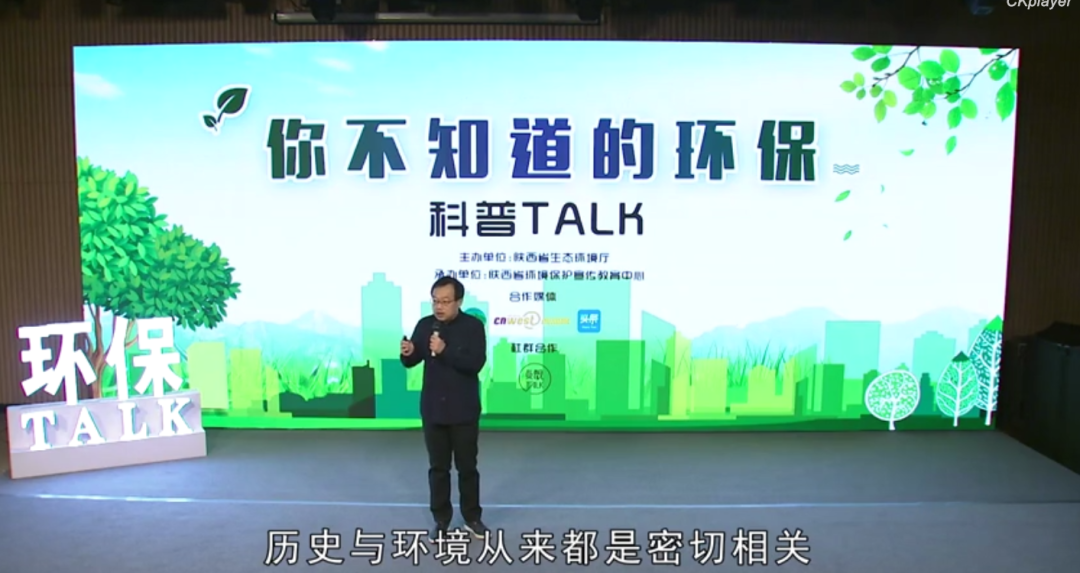 CKplayer
你不知道的环保
科普TALK
主办单位:陕西省生态环境厅
承办单位:陕西省环境保护宣传教育中心
合作媒体
cnwest
头条
社群合作
环保
TALK
历史与环境从来都是密切相关